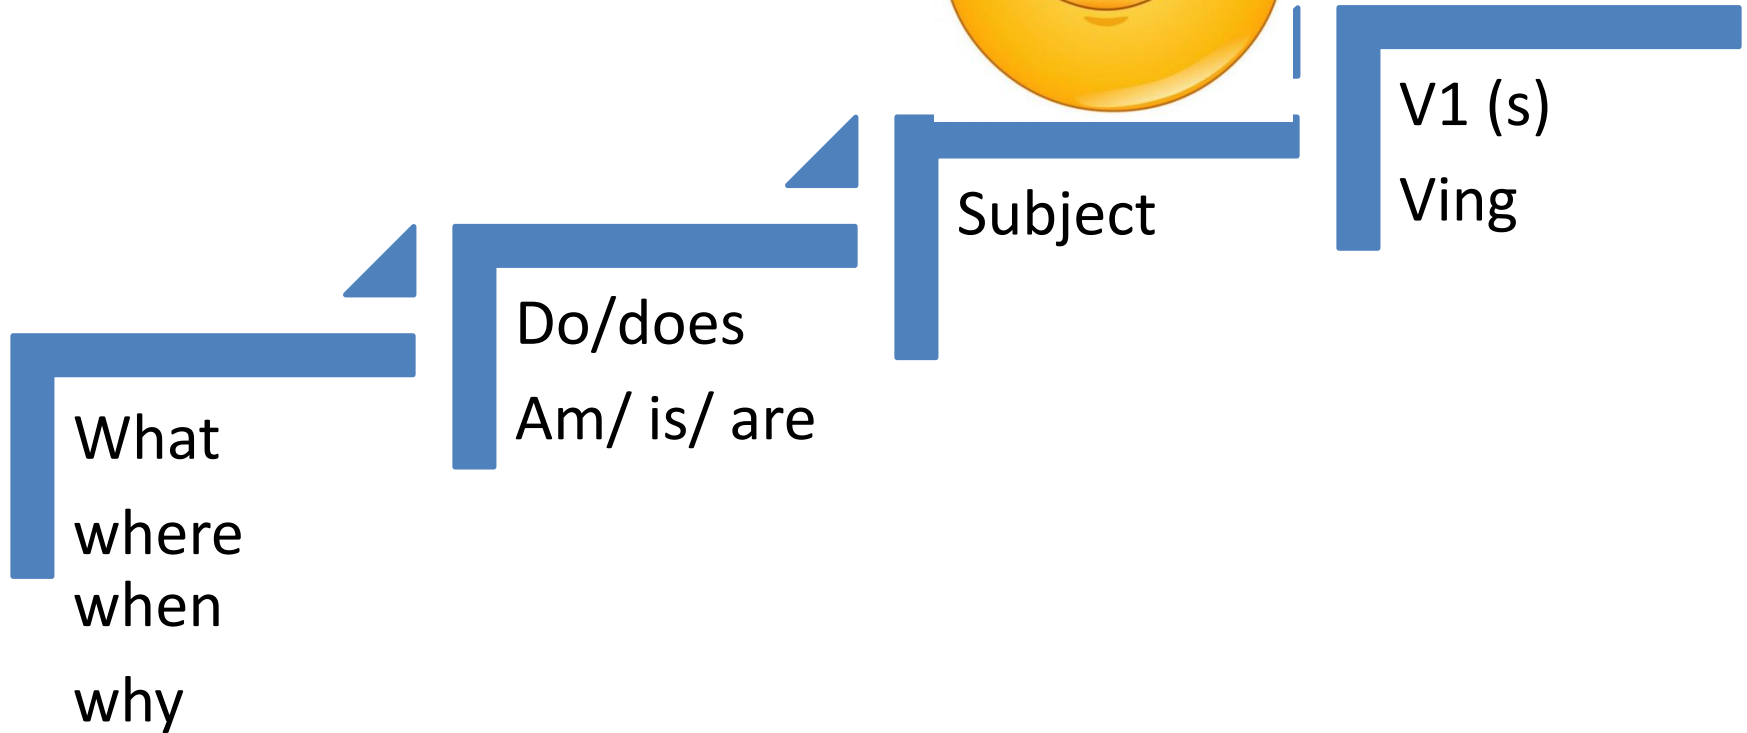 What
where
when
why
Do/does
Am/ is/ are
Subject
V1 (s)
Ving